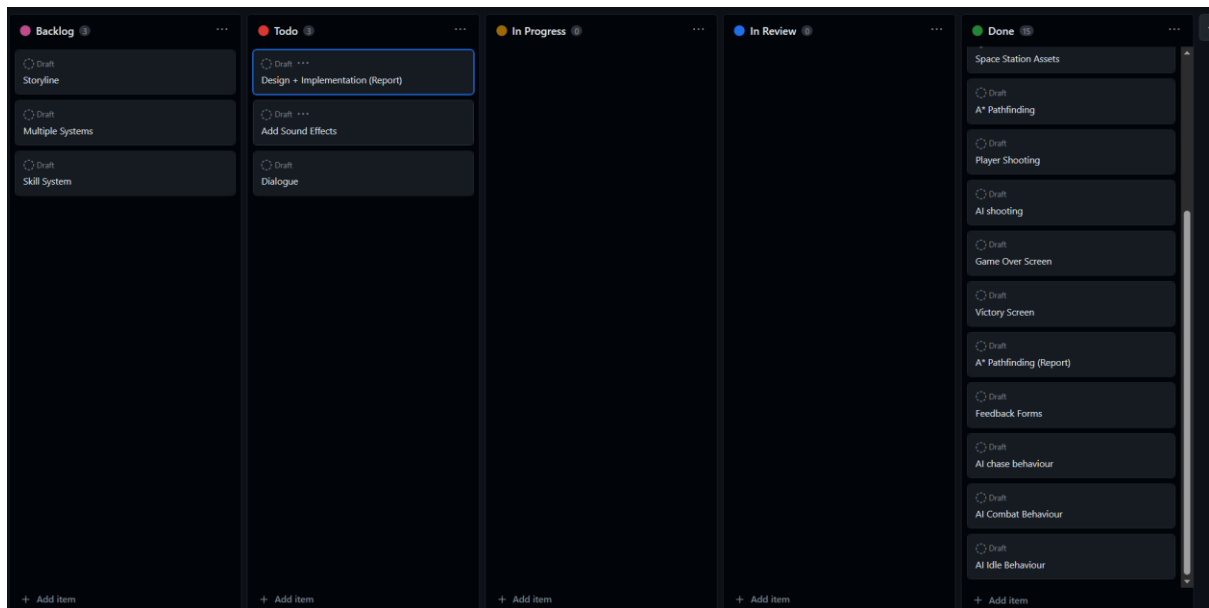 Backlog 3
Draft
Storyline
Draft
Multiple Systems
Draft
Skill System
+ Add item
Todo 3
Draft ···
Design + Implementation (Report)
Draft ···
Add Sound Effects
Draft
Dialogue
+ Add item
In Progress 0
+ Add item
In Review 0
+ Add item
Done 15
Space Station Assets
Draft
A* Pathfinding
Draft
Player Shooting
Draft
AI shooting
Draft
Game Over Screen
Draft
Victory Screen
Draft
A* Pathfinding (Report)
Draft
Feedback Forms
Draft
AI chase behaviour
Draft
AI Combat Behaviour
Draft
AI Idle Behaviour
+ Add item